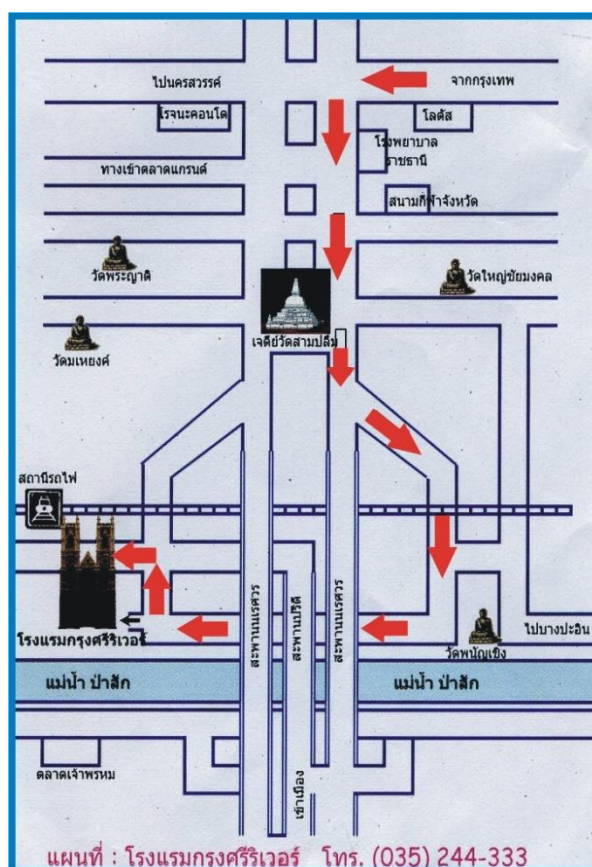 ไปนครสวรรค์
จากกรุงเทพ
โรจนะคอนโด
โลตัส
โรงพยาบาล
ราชธานี
ทางเข้าตลาดแกรนด์
สนามกีฬาจังหวัด
วัดพระญาติ
วัดใหญ่ชัยมงคล
เจดีย์วัดสามปลื้ม
วัดมเหยงค์
สถานีรถไฟ
โรงแรมกรุงศรีริเวอร์
สะพานนเรศวร
สะพานปรีดี
สะพานนเรศวร
วัดพนัญเชิง
ไปบางปะอิน
แม่น้ำ ป่าสัก
แม่น้ำ ป่าสัก
ตลาดเจ้าพรหม
เข้าเมือง
แผนที่ : โรงแรมกรุงศรีริเวอร์ โทร. (035) 244-333